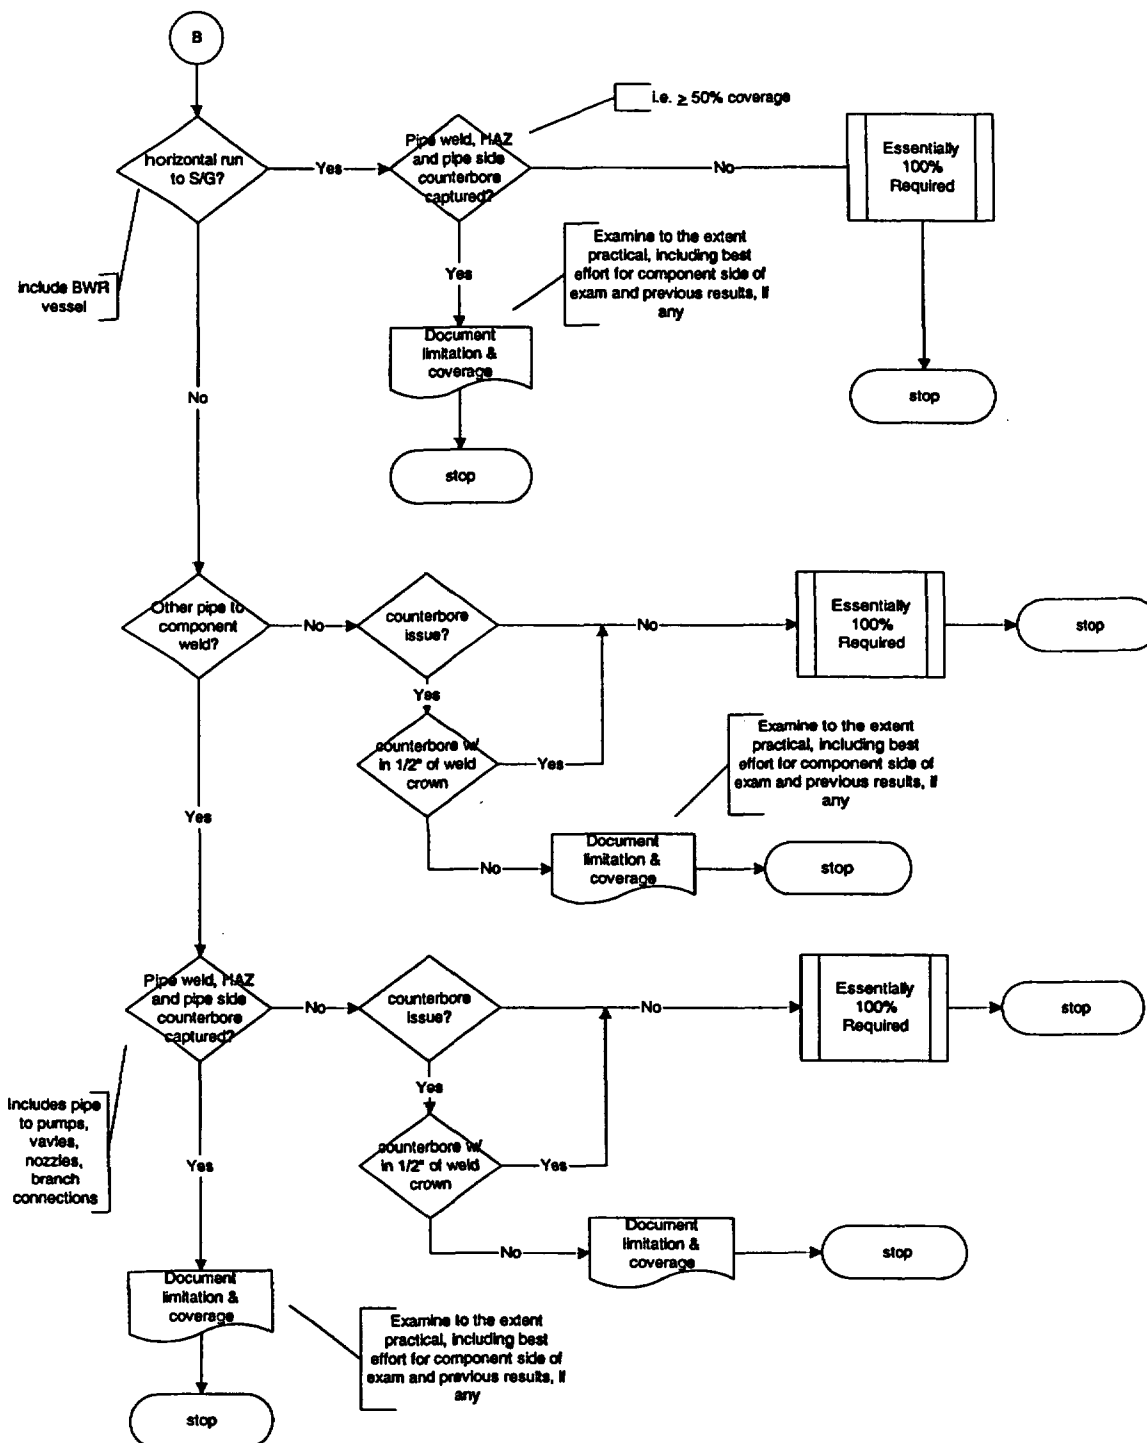 B
horizontal run
to S/G?
Yes
Pipe weld, HAZ
and pipe side
counterbore
captured?
i.e. ≥ 50% coverage
No
Essentially
100%
Required
include BWR
vessel
Yes
Examine to the extent
practical, including best
effort for component side of
exam and previous results, if
any
Document
limitation &
coverage
stop
stop
No
Other pipe to
component
weld?
No
counterbore
issue?
No
Essentially
100%
Required
stop
Yes
counterbore w/
in 1/2" of weld
crown
Yes
Examine to the extent
practical, including best
effort for component side of
exam and previous results, if
any
Yes
No
Document
limitation &
coverage
stop
Pipe weld, HAZ
and pipe side
counterbore
captured?
No
counterbore
issue?
No
Essentially
100%
Required
stop
Includes pipe
to pumps,
vavles,
nozzles,
branch
connections
Yes
counterbore w/
in 1/2" of weld
crown
Yes
Yes
No
Document
limitation &
coverage
stop
Document
limitation &
coverage
Examine to the extent
practical, including best
effort for component side of
exam and previous results, if
any
stop